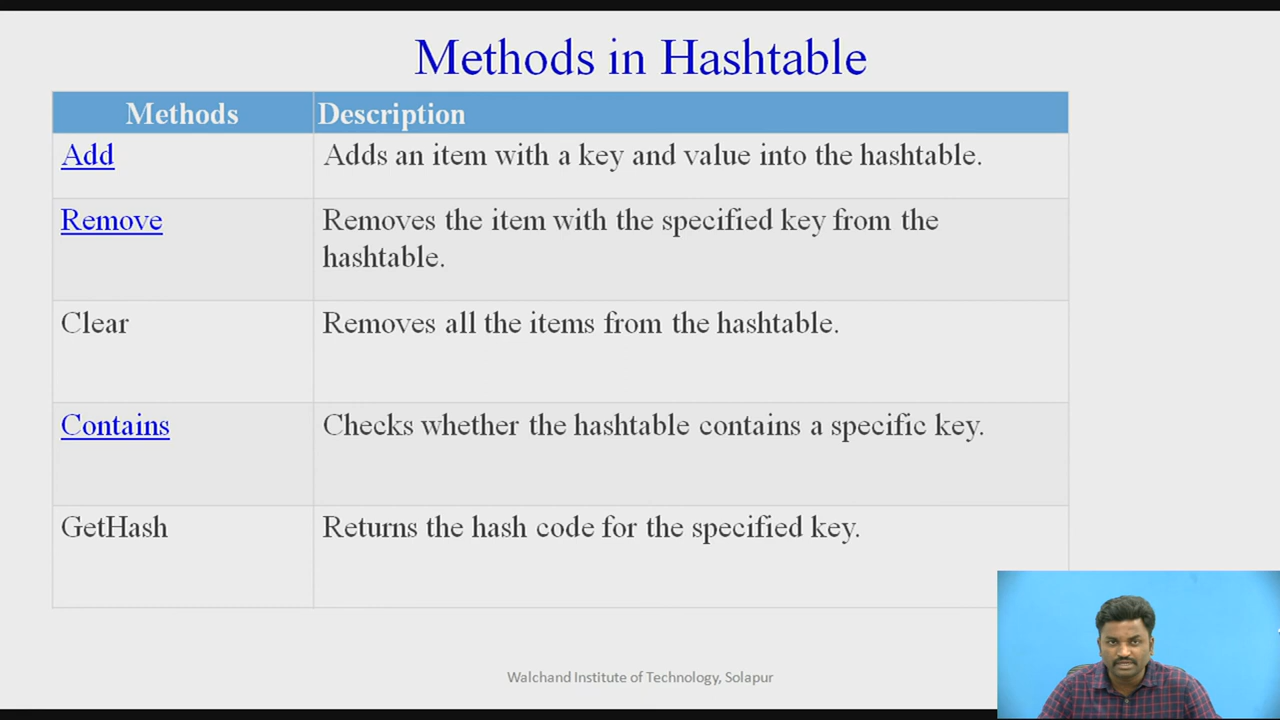 Methods in Hashtable
Methods Description
Add Adds an item with a key and value into the hashtable.
Remove Removes the item with the specified key from the
hashtable.
Clear Removes all the items from the hashtable.
Contains Checks whether the hashtable contains a specific key.
GetHash Returns the hash code for the specified key.
Walchand Institute of Technology, Solapur